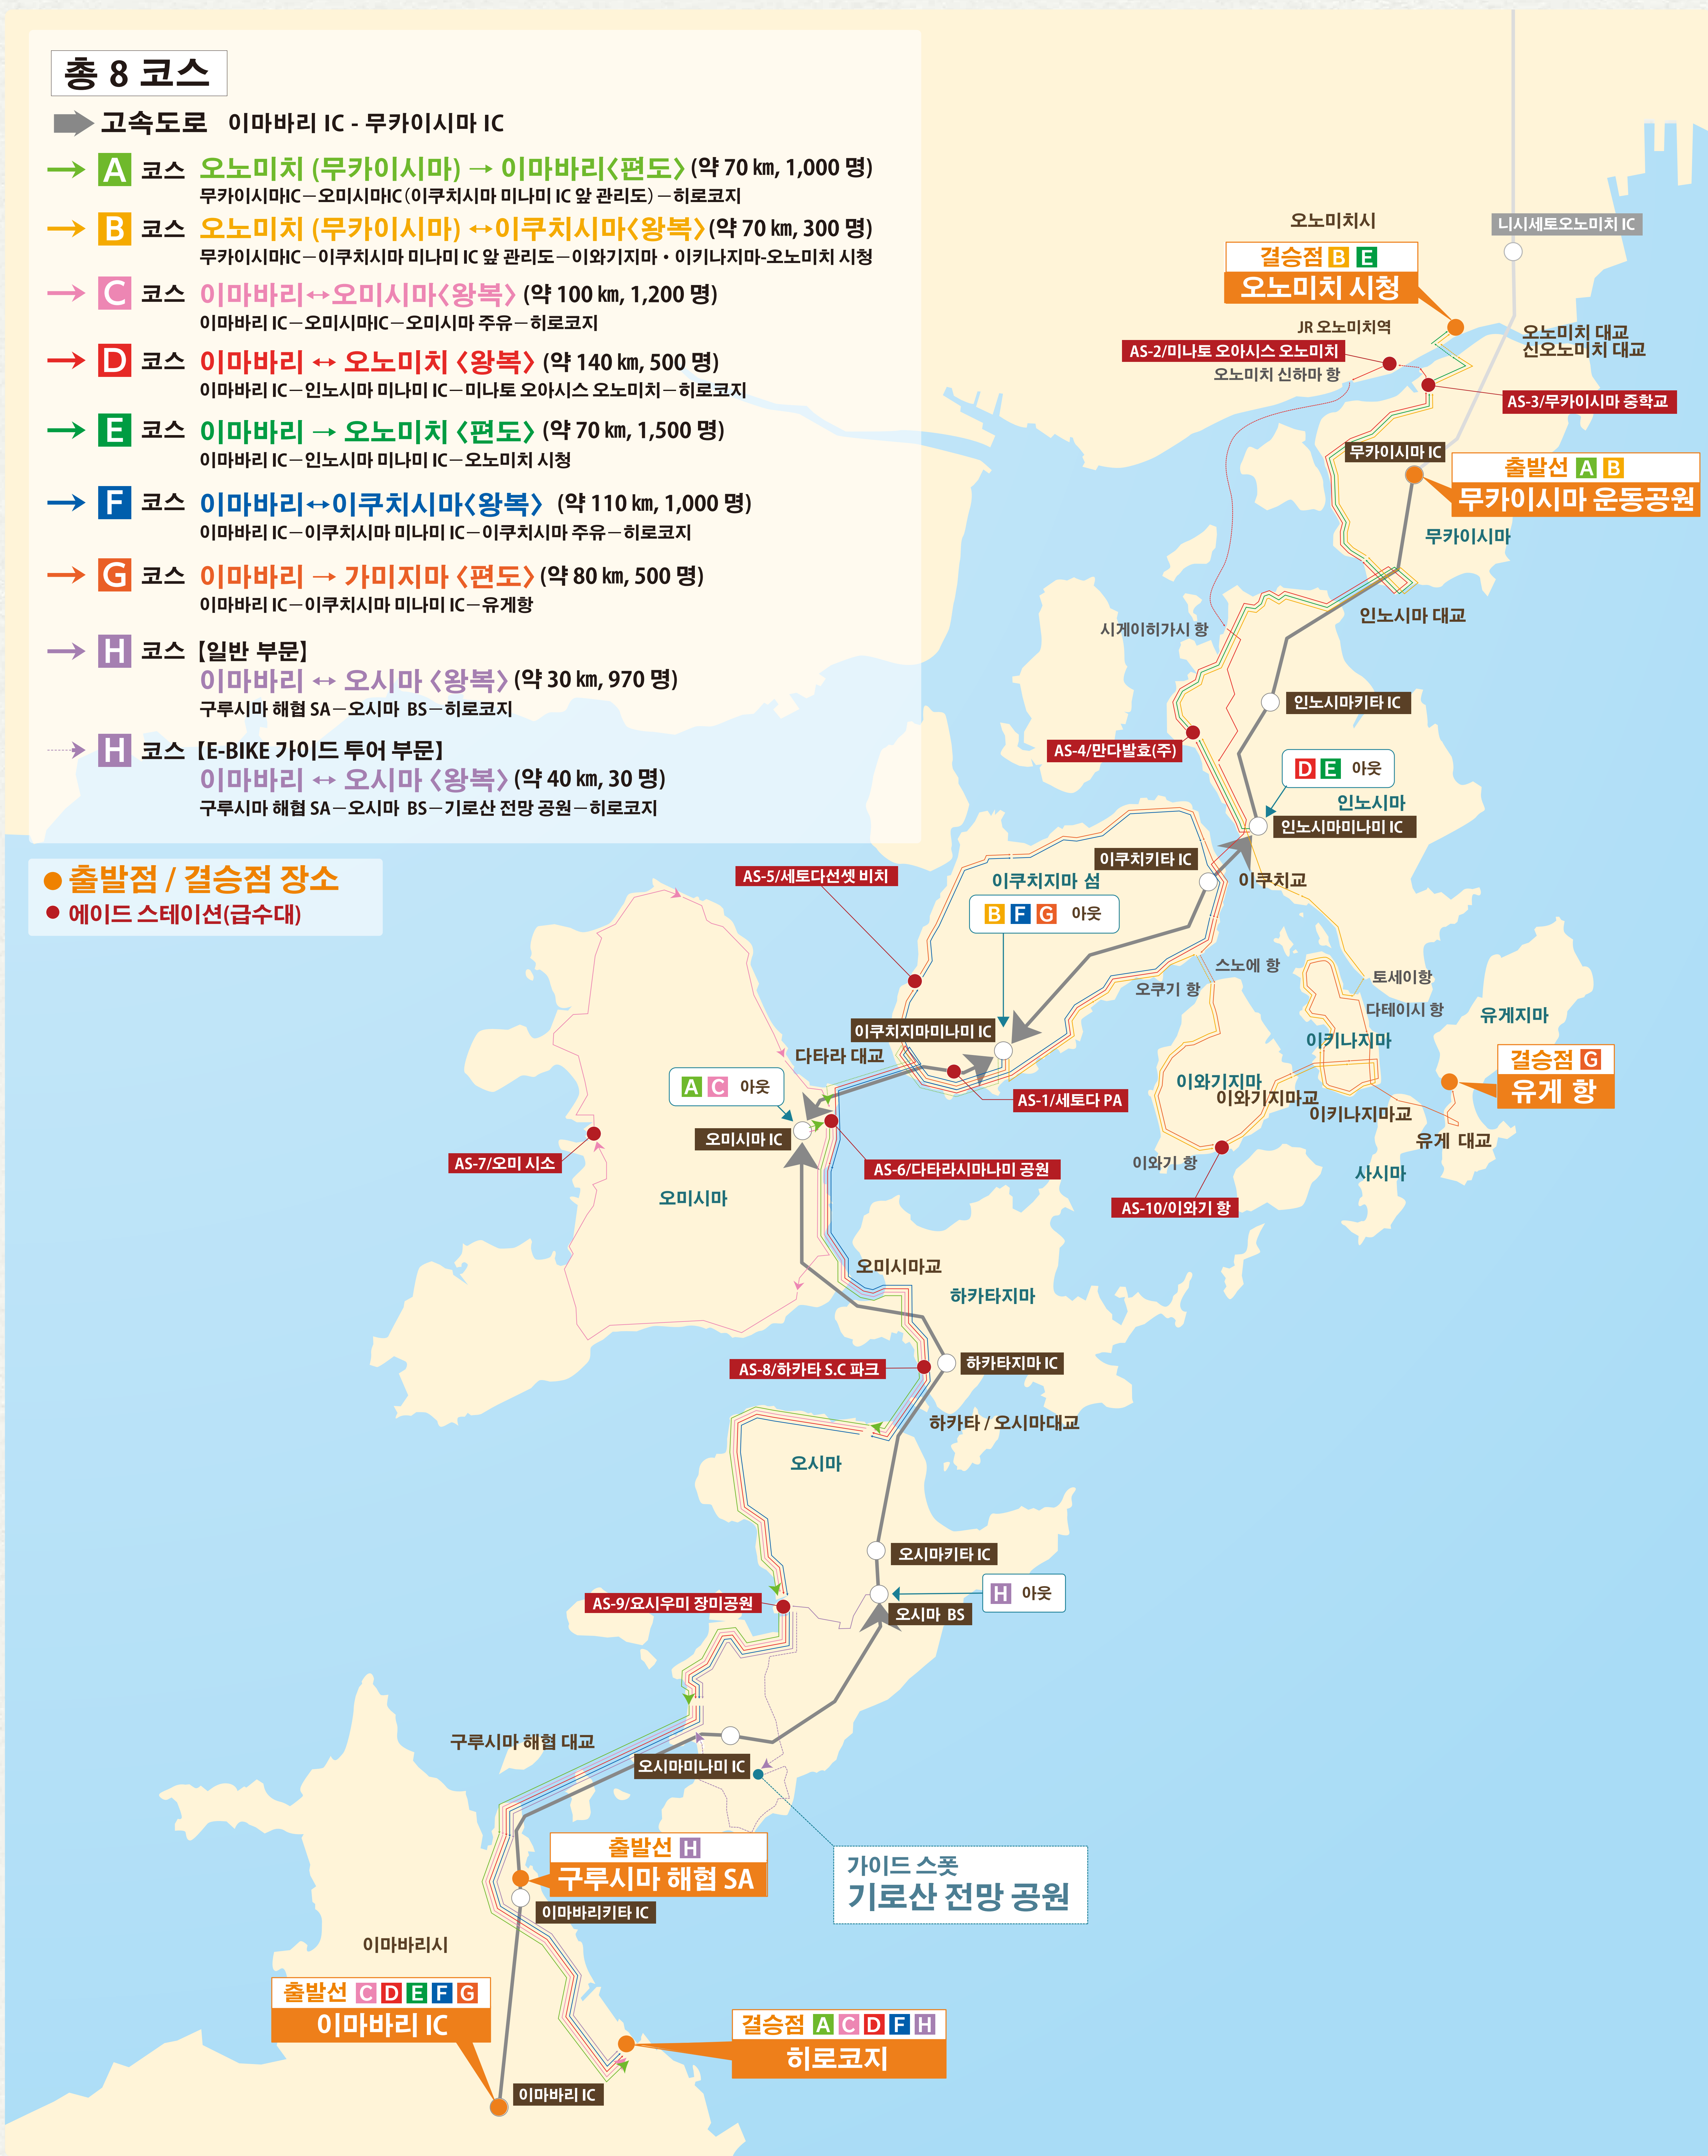 총 8 코스
고속도로 이마바리 IC - 무카이시마 IC
A 코스 오노미치 (무카이시마) → 이마바리〈편도〉 (약 70 ㎞, 1,000 명)
무카이시마IC－오미시마IC（이쿠치시마 미나미 IC 앞 관리도）－히로코지
B 코스 오노미치 (무카이시마) ↔이쿠치시마〈왕복〉 (약 70 ㎞, 300 명)
무카이시마IC－이쿠치시마 미나미 IC 앞 관리도－이와기지마・이키나지마-오노미치 시청
C 코스 이마바리↔오미시마〈왕복〉 (약 100 ㎞, 1,200 명)
이마바리 IC－오미시마IC－오미시마 주유－히로코지
D 코스 이마바리 ↔ 오노미치 〈왕복〉 (약 140 ㎞, 500 명)
이마바리 IC－인노시마 미나미 IC－미나토 오아시스 오노미치－히로코지
E 코스 이마바리 → 오노미치 〈편도〉 (약 70 ㎞, 1,500 명)
이마바리 IC－인노시마 미나미 IC－오노미치 시청
F 코스 이마바리↔이쿠치시마〈왕복〉 (약 110 ㎞, 1,000 명)
이마바리 IC－이쿠치시마 미나미 IC－이쿠치시마 주유－히로코지
G 코스 이마바리 → 가미지마 〈편도〉 (약 80 ㎞, 500 명)
이마바리 IC－이쿠치시마 미나미 IC－유게항
H 코스 【일반 부문】
이마바리 ↔ 오시마 〈왕복〉 (약 30 ㎞, 970 명)
구루시마 해협 SA－오시마 BS－히로코지
H 코스 【E-BIKE 가이드 투어 부문】
이마바리 ↔ 오시마 〈왕복〉 (약 40 ㎞, 30 명)
구루시마 해협 SA－오시마 BS－기로산 전망 공원－히로코지
출발점 / 결승점 장소
에이드 스테이션(급수대)
오노미치시
니시세토오노미치 IC
결승점 B E
오노미치 시청
JR 오노미치역
오노미치 대교
신오노미치 대교
AS-2/미나토 오아시스 오노미치
오노미치 신하마 항
AS-3/무카이시마 중학교
무카이시마 IC
출발선 A B
무카이시마 운동공원
무카이시마
인노시마 대교
시게이히가시 항
인노시마키타 IC
AS-4/만다발효(주)
D E 아웃
인노시마
인노시마미나미 IC
이쿠치키타 IC
이쿠치교
AS-5/세토다선셋 비치
이쿠치지마 섬
B F G 아웃
스노에 항
오쿠기 항
토세이항
다테이시 항
유게지마
이쿠치지마미나미 IC
이키나지마
다타라 대교
결승점 G
유게 항
A C 아웃
AS-1/세토다 PA
이와기지마
이와기지마교
이키나지마교
유게 대교
오미시마 IC
AS-7/오미 시소
AS-6/다타라시마나미 공원
이와기 항
사시마
오미시마
AS-10/이와기 항
오미시마교
하카타지마
AS-8/하카타 S.C 파크
하카타지마 IC
하카타 / 오시마대교
오시마
오시마키타 IC
AS-9/요시우미 장미공원
H 아웃
오시마 BS
구루시마 해협 대교
오시마미나미 IC
출발선 H
구루시마 해협 SA
가이드 스폿
기로산 전망 공원
이마바리키타 IC
이마바리시
출발선 C D E F G
이마바리 IC
결승점 A C D F H
히로코지
이마바리 IC